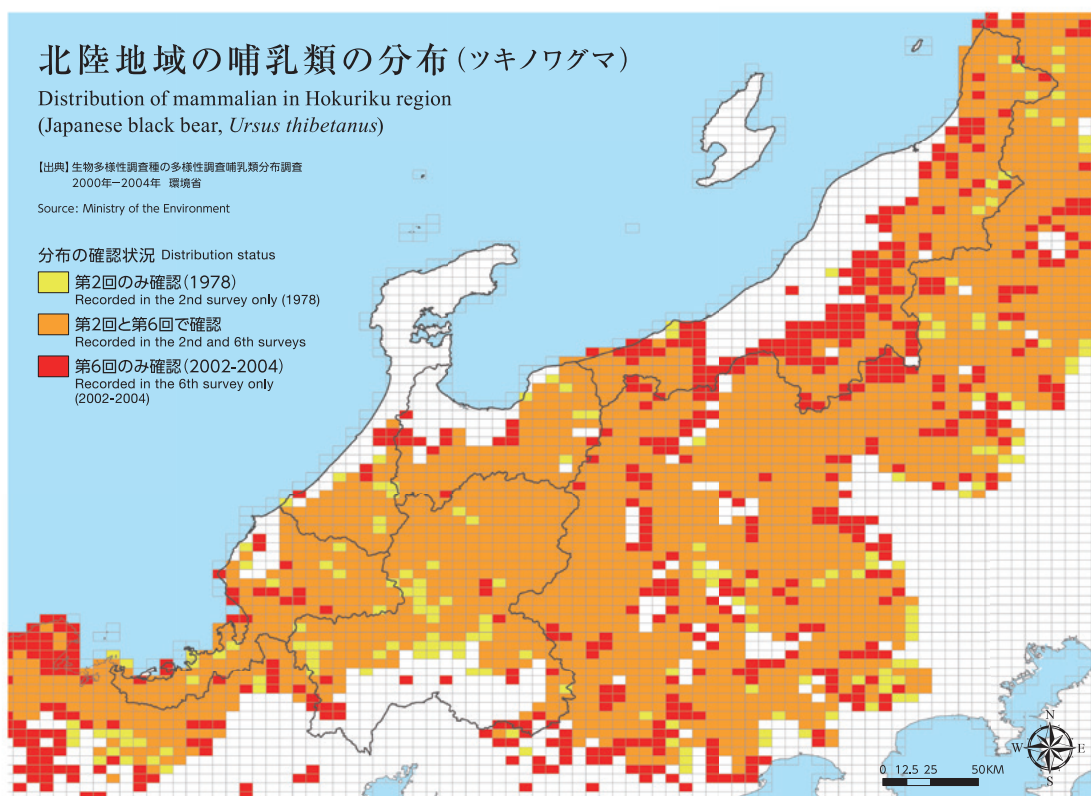 北陸地域の哺乳類の分布(ツキノワグマ)
Distribution of mammalian in Hokuriku region
(Japanese black bear, Ursus thibetanus)
【出典】生物多様性調査種の多様性調査哺乳類分布調査
2000年−2004年 環境省
Source: Ministry of the Environment
分布の確認状況 Distribution status
第2回のみ確認(1978)
Recorded in the 2nd survey only (1978)
第2回と第6回で確認
Recorded in the 2nd and 6th surveys
第6回のみ確認(2002-2004)
Recorded in the 6th survey only
(2002-2004)
N
W E
S
0 12.5 25 50KM